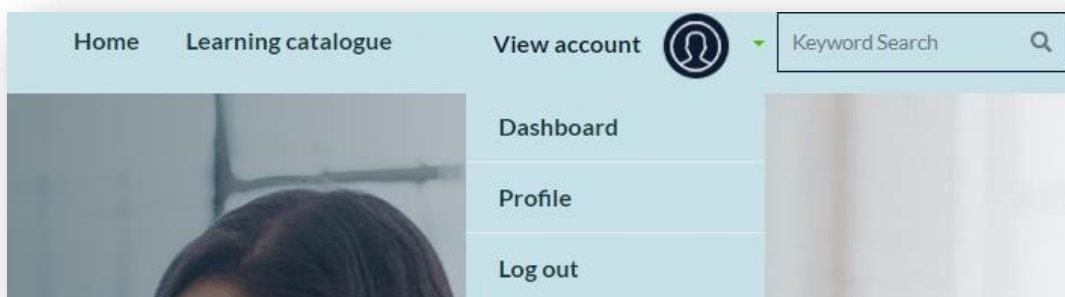 Home Learning catalogue View account Keyword Search
Dashboard
Profile
Log out